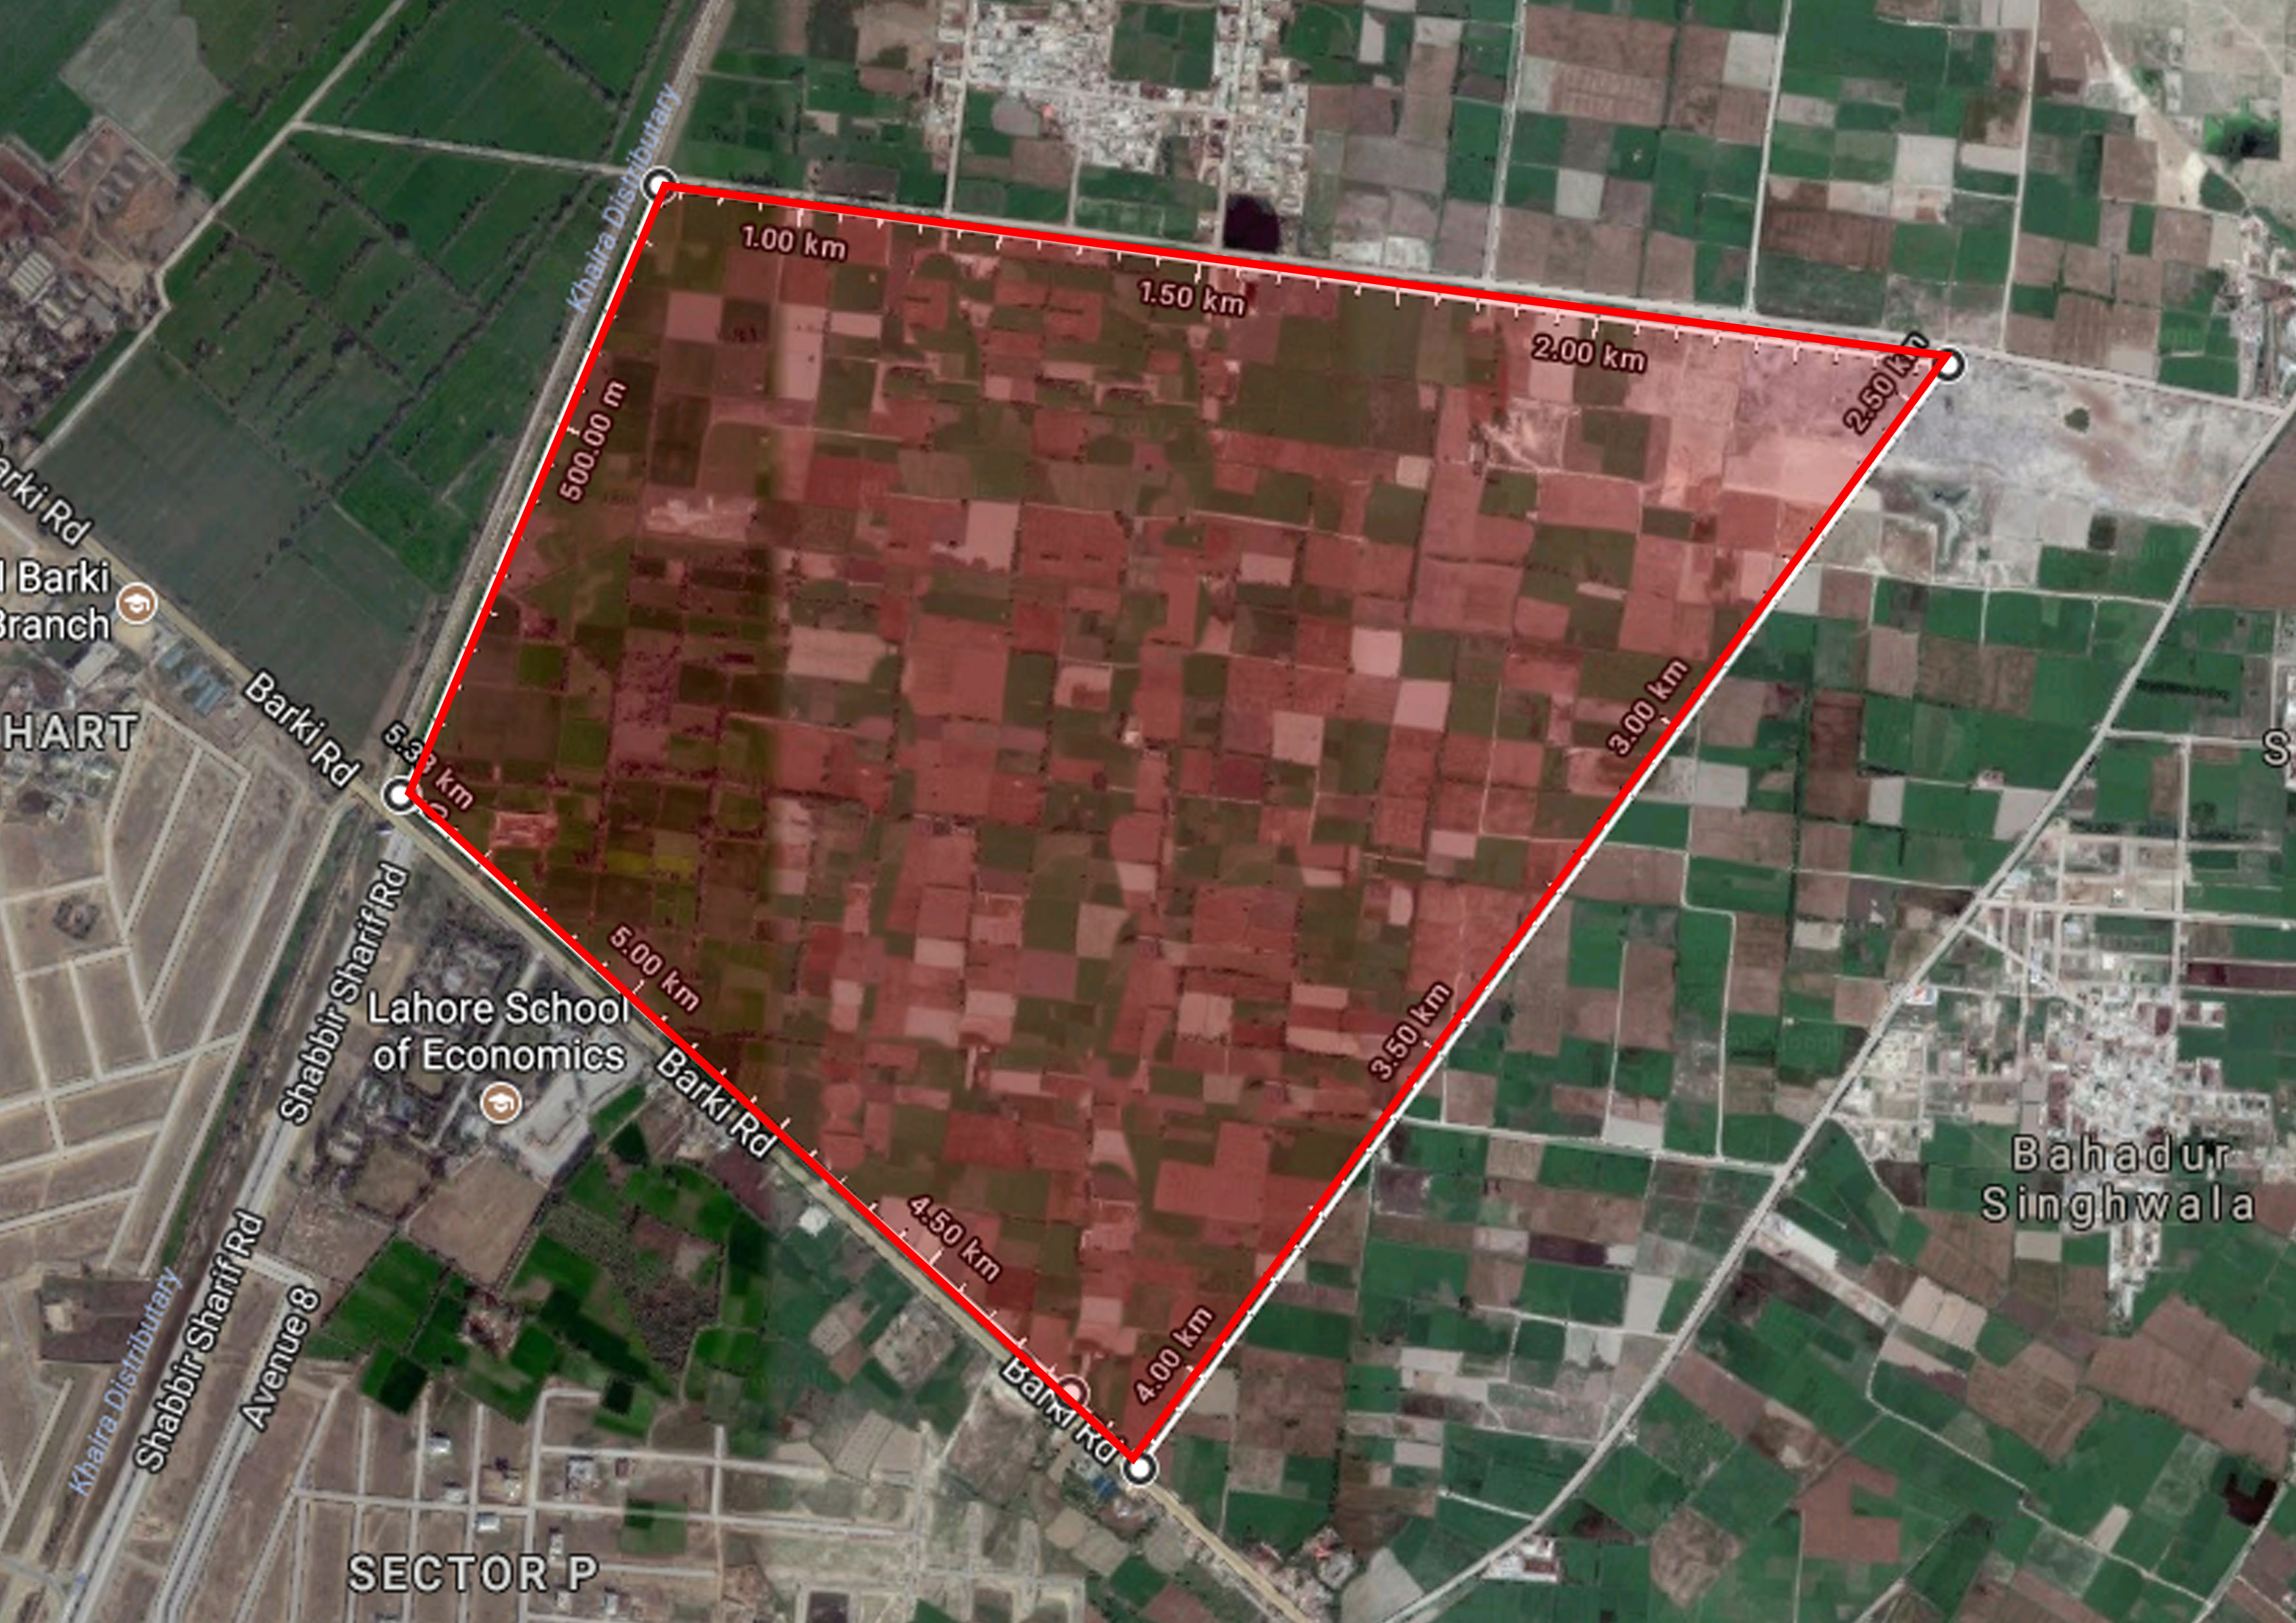 Khaira Distributary
1.00 km
1.50 km
2.00 km
2.50 km
500.00 m
Barki Rd
Barki
Branch
Barki Rd
HART
5.33 km
3.00 km
Shabbir Sharif Rd
5.00 km
Lahore School
of Economics
Barki Rd
3.50 km
Bahadur
Singhwala
4.50 km
4.00 km
Shabbir Sharif Rd
Avenue 8
Khaira Distributary
Barki Rd
SECTOR P